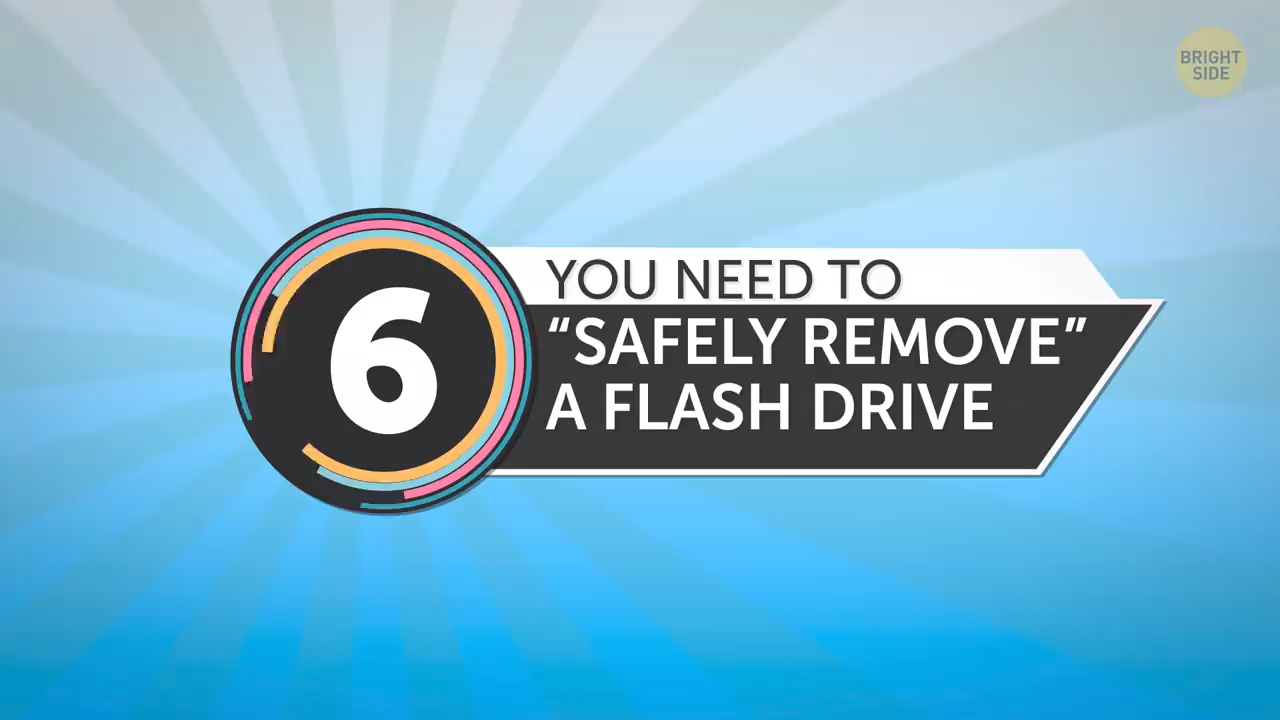 BRIGHT
SIDE
6
YOU NEED TO
“SAFELY REMOVE”
A FLASH DRIVE